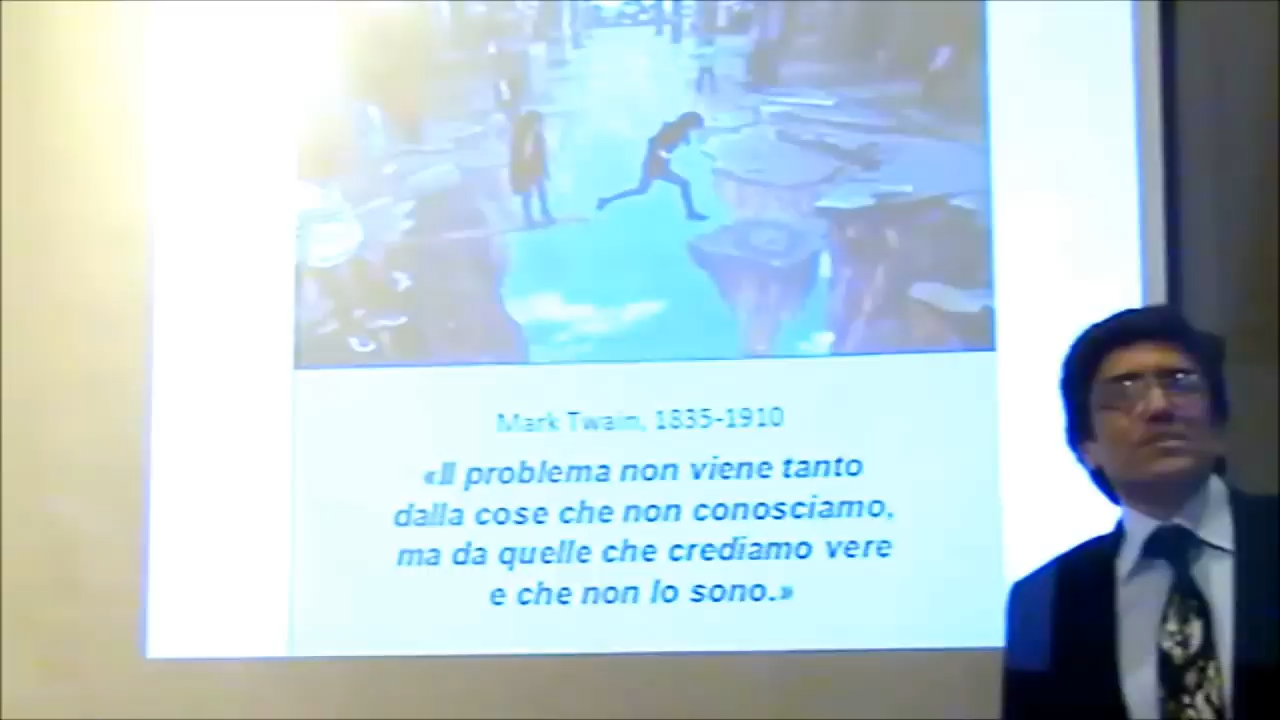 Mark Twain, 1835-1910
«Il problema non viene tanto
dalla cose che non conosciamo,
ma da quelle che crediamo vere
e che non lo sono.»